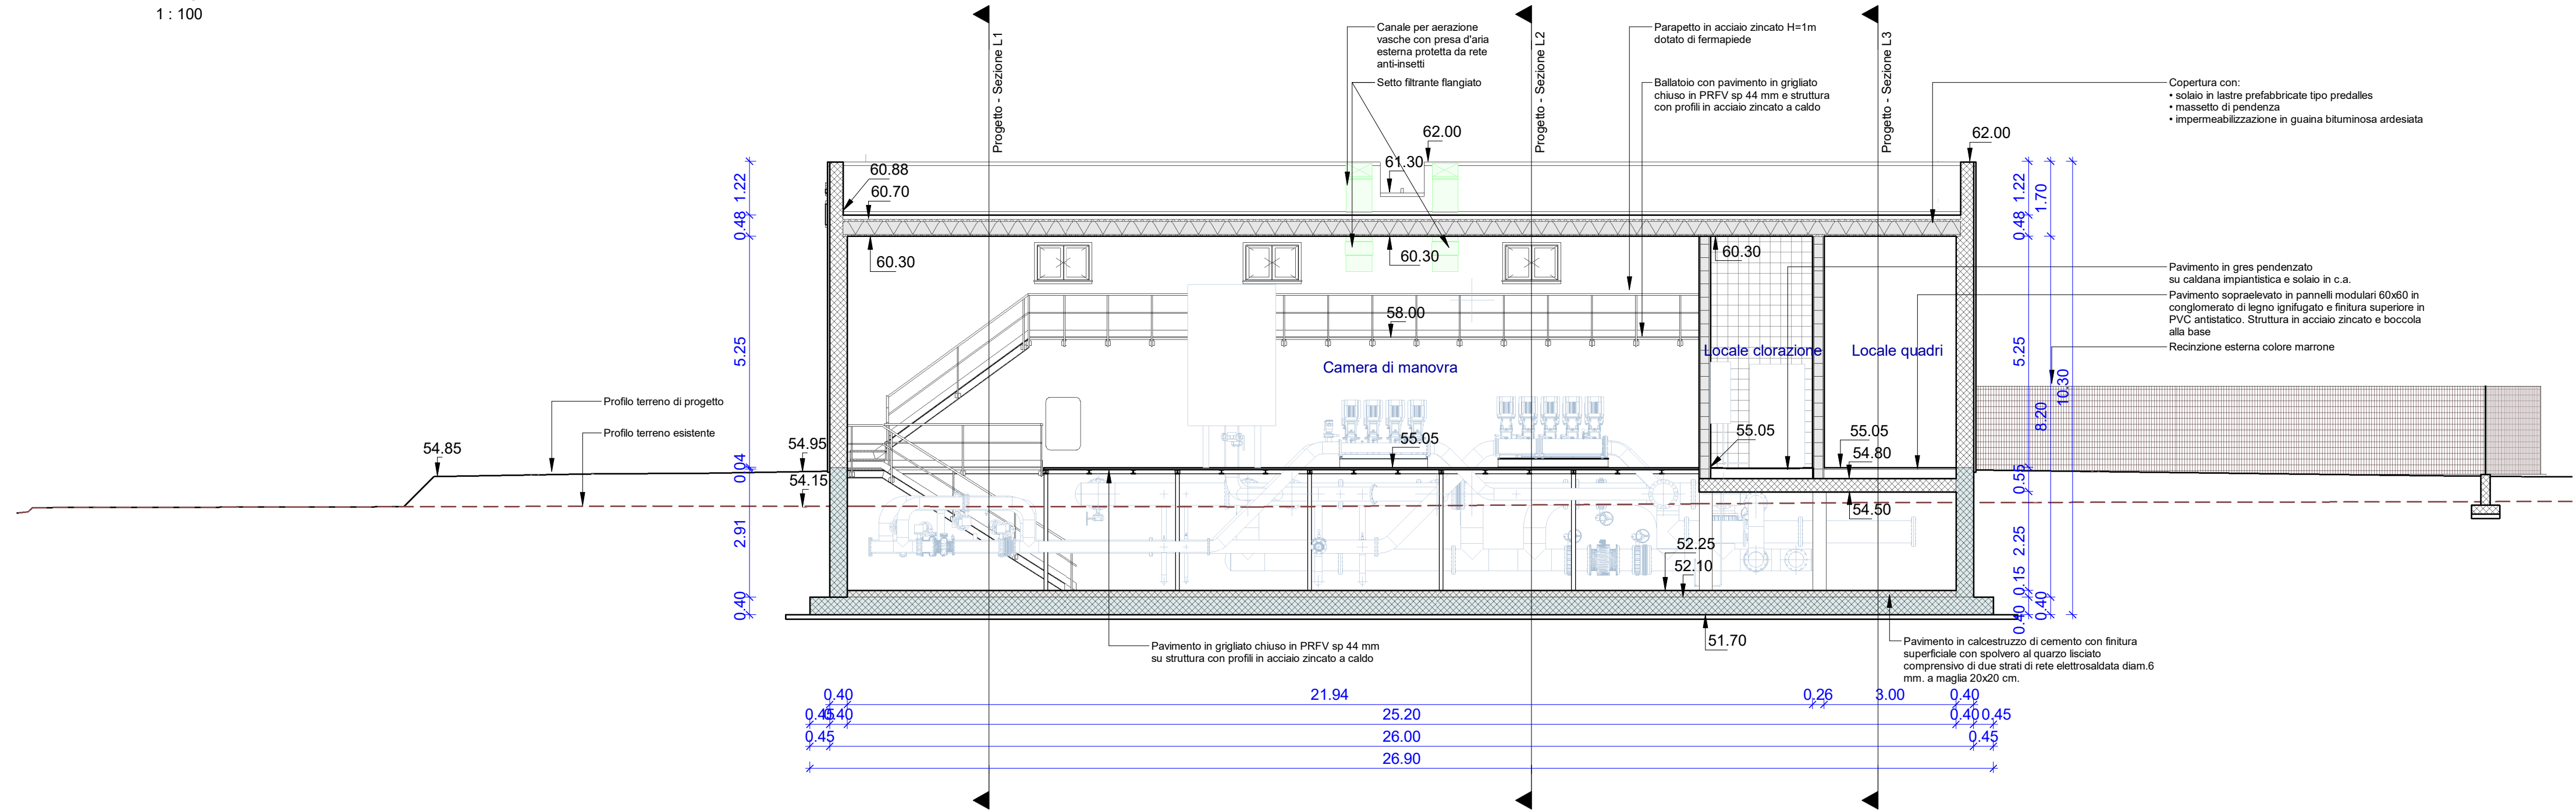 1 : 100
Progetto - Sezione L1
Canale per aerazione
vasche con presa d'aria
esterna protetta da rete
anti-insetti
Setto filtrante flangiato
Progetto - Sezione L2
Parapetto in acciaio zincato H=1m
dotato di fermapiede
Ballatoio con pavimento in grigliato
chiuso in PRFV sp 44 mm e struttura
con profili in acciaio zincato a caldo
Progetto - Sezione L3
Copertura con:
• solaio in lastre prefabbricate tipo predalles
• massetto di pendenza
• impermeabilizzazione in guaina bituminosa ardesiata
62.00
62.00
61.30
60.88
60.70
60.30
60.30
60.30
1.22
0.48
5.25
0.04
2.91
0.40
1.22
0.48
5.25
0.55
2.25
0.15
0.40
1.70
8.20
0.40
10.30
Pavimento in gres pendenzato
su caldana impiantistica e solaio in c.a.
Pavimento sopraelevato in pannelli modulari 60x60 in
conglomerato di legno ignifugato e finitura superiore in
PVC antistatico. Struttura in acciaio zincato e boccola
alla base
Recinzione esterna colore marrone
58.00
Camera di manovra
Locale clorazione
Locale quadri
Profilo terreno di progetto
Profilo terreno esistente
54.85
54.95
54.15
55.05
55.05
55.05
54.80
54.50
52.25
52.10
51.70
Pavimento in grigliato chiuso in PRFV sp 44 mm
su struttura con profili in acciaio zincato a caldo
Pavimento in calcestruzzo di cemento con finitura
superficiale con spolvero al quarzo lisciato
comprensivo di due strati di rete elettrosaldata diam.6
mm. a maglia 20x20 cm.
0.40 21.94 0.26 3.00 0.40
0.45 0.40 25.20 0.40 0.45
0.45 26.00 0.45
26.90